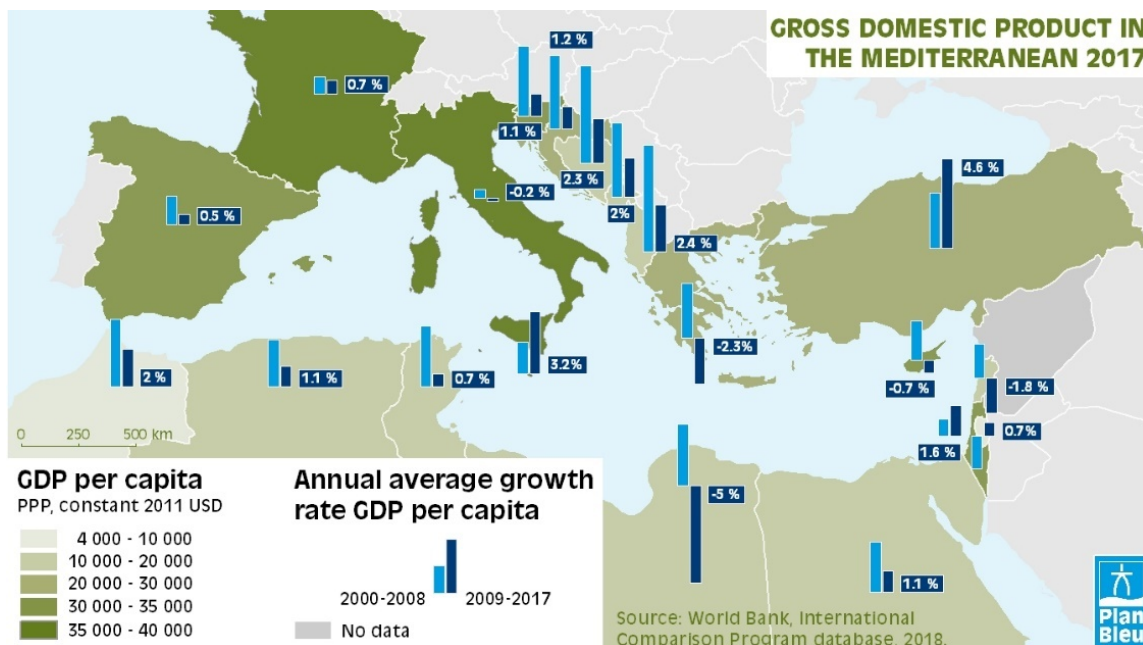 GROSS DOMESTIC PRODUCT IN
THE MEDITERRANEAN 2017
1.2 %
0.7 %
1.1 %
4.6 %
2.3 %
-0.2 %
0.5 %
2%
2.4 %
-2.3%
3.2%
2 %
1.1 %
0.7 %
-0.7 %
-1.8 %
0.7%
1.6 %
0 250 500 km
-5 %
1.1 %
GDP per capita
PPP, constant 2011 USD
4 000 - 10 000
10 000 - 20 000
20 000 - 30 000
30 000 - 35 000
35 000 - 40 000
Annual average growth
rate GDP per capita
2000-2008 2009-2017
No data
Source: World Bank, International
Comparison Program database, 2018.
Plan
Bleu